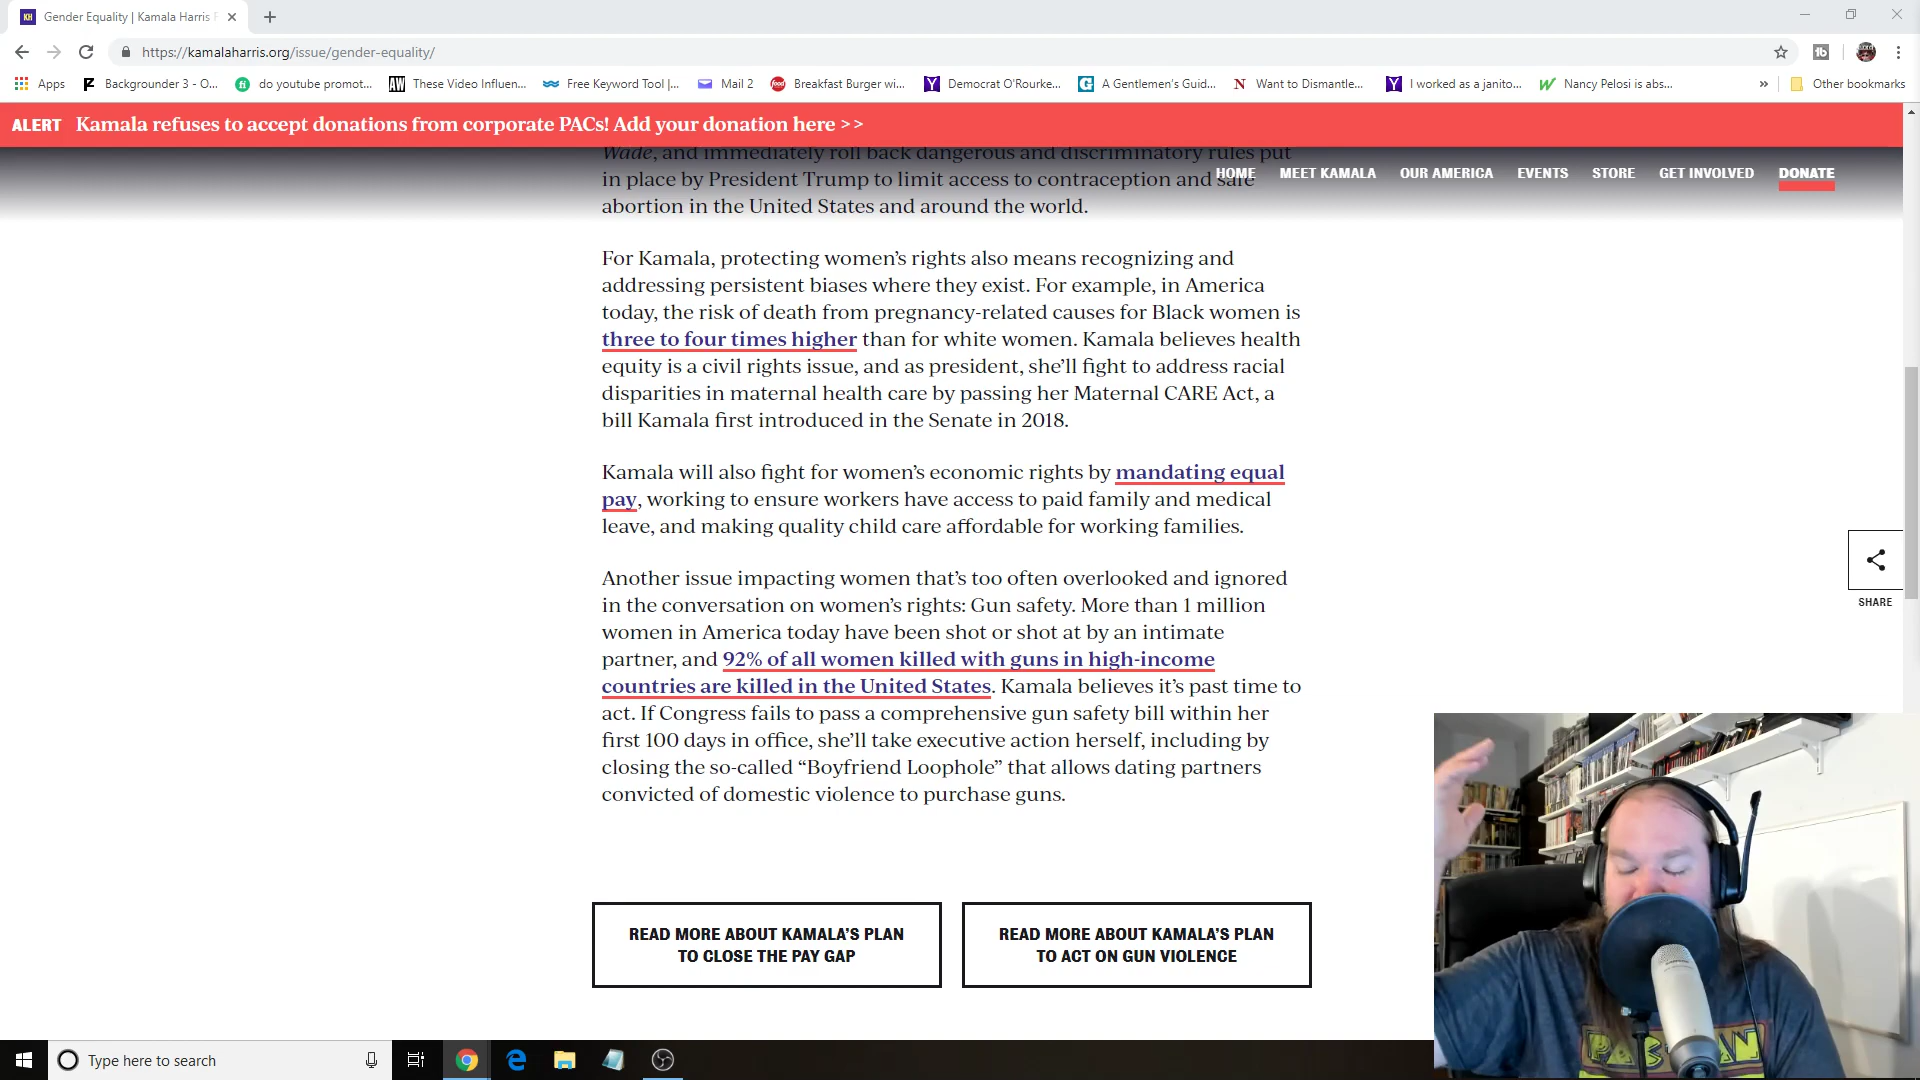 Gender Equality | Kamala Harris F
https://kamalaharris.org/issue/gender-equality/
Apps
Backgrounder 3 - O...
do youtube promot...
These Video Influen...
Free Keyword Tool |...
Mail 2
Breakfast Burger wi...
Democrat O'Rourke...
A Gentlemen's Guid...
Want to Dismantle...
I worked as a janito...
Nancy Pelosi is abs...
»
Other bookmarks
ALERT Kamala refuses to accept donations from corporate PACs! Add your donation here >>
HOME MEET KAMALA OUR AMERICA EVENTS STORE GET INVOLVED DONATE
Wade, and immediately roll back dangerous and discriminatory rules put
in place by President Trump to limit access to contraception and safe
abortion in the United States and around the world.
For Kamala, protecting women’s rights also means recognizing and
addressing persistent biases where they exist. For example, in America
today, the risk of death from pregnancy-related causes for Black women is
three to four times higher than for white women. Kamala believes health
equity is a civil rights issue, and as president, she’ll fight to address racial
disparities in maternal health care by passing her Maternal CARE Act, a
bill Kamala first introduced in the Senate in 2018.
Kamala will also fight for women’s economic rights by mandating equal
pay, working to ensure workers have access to paid family and medical
leave, and making quality child care affordable for working families.
Another issue impacting women that’s too often overlooked and ignored
in the conversation on women’s rights: Gun safety. More than 1 million
women in America today have been shot or shot at by an intimate
partner, and 92% of all women killed with guns in high-income
countries are killed in the United States. Kamala believes it’s past time to
act. If Congress fails to pass a comprehensive gun safety bill within her
first 100 days in office, she’ll take executive action herself, including by
closing the so-called “Boyfriend Loophole” that allows dating partners
convicted of domestic violence to purchase guns.
SHARE
READ MORE ABOUT KAMALA’S PLAN
TO CLOSE THE PAY GAP
READ MORE ABOUT KAMALA’S PLAN
TO ACT ON GUN VIOLENCE
Type here to search